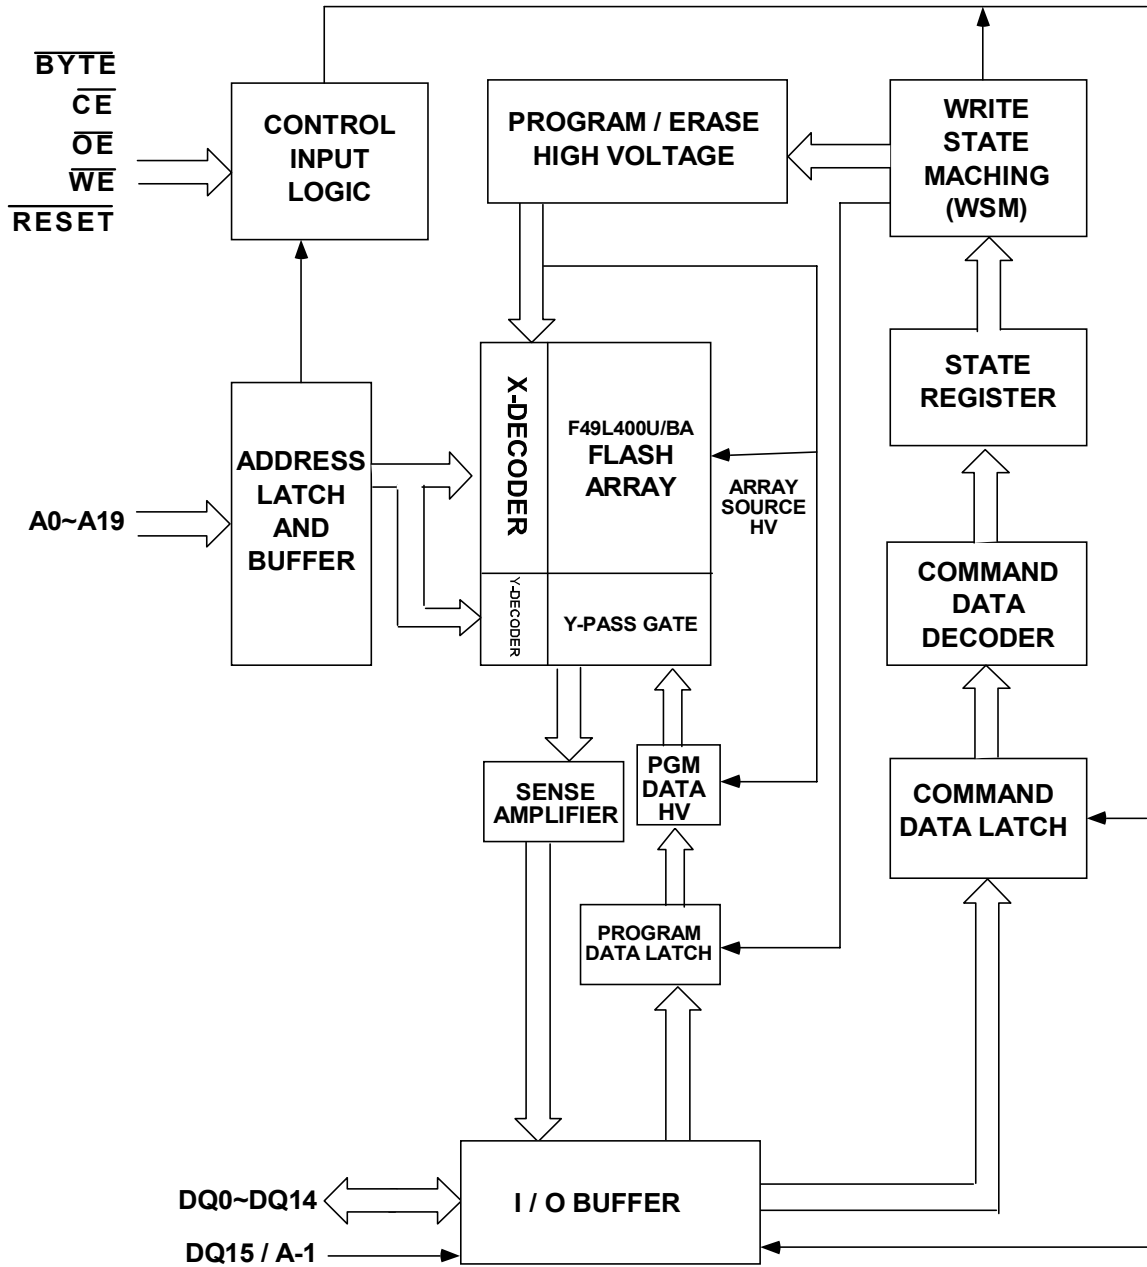 BYTE
CE
OE
WE
RESET
CONTROL
INPUT
LOGIC
PROGRAM / ERASE
HIGH VOLTAGE
WRITE
STATE
MACHING
(WSM)
STATE
REGISTER
X-DECODER
F49L400U/BA
FLASH
ARRAY
ARRAY
SOURCE
HV
ADDRESS
LATCH
AND
BUFFER
A0~A19
Y-DECODER
Y-PASS GATE
COMMAND
DATA
DECODER
SENSE
AMPLIFIER
PGM
DATA
HV
COMMAND
DATA LATCH
PROGRAM
DATA LATCH
I / O BUFFER
DQ0~DQ14
DQ15 / A-1